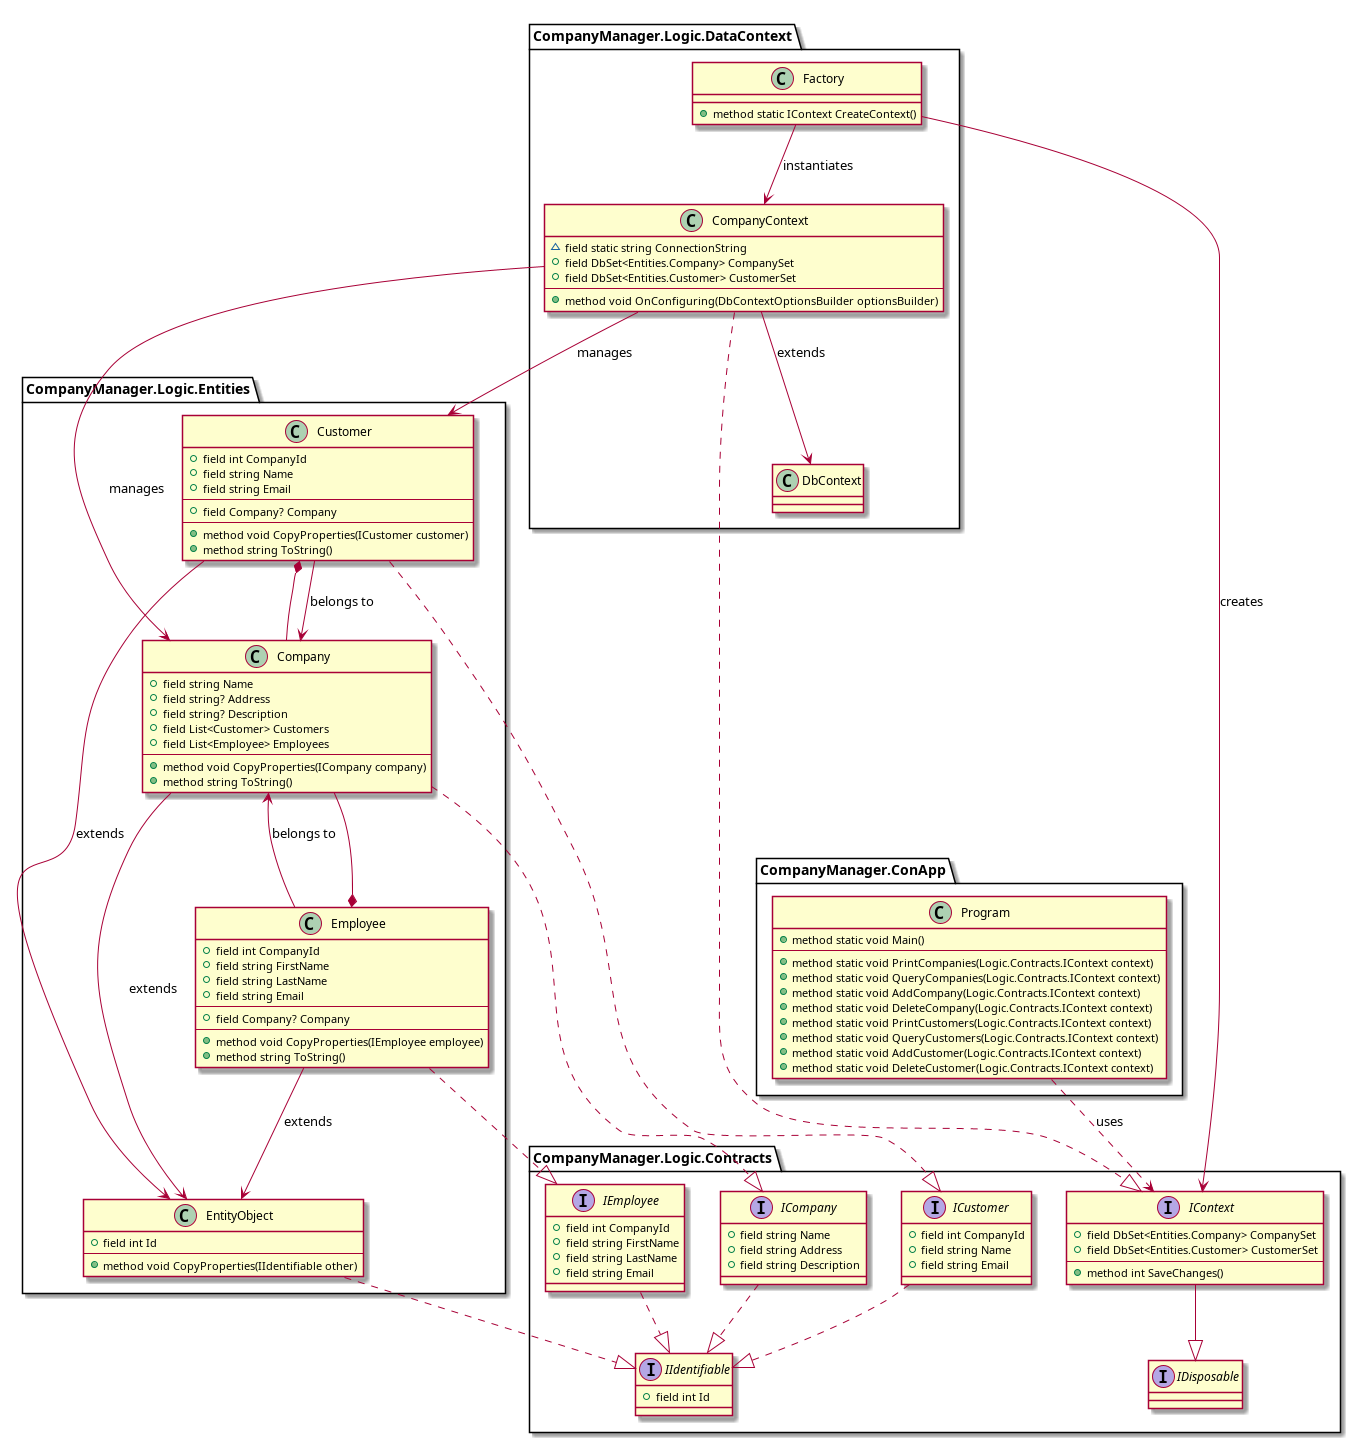 CompanyManager.Logic.DataContext
C Factory
method static IContext CreateContext()
instantiates
C CompanyContext
field static string ConnectionString
field DbSet<Entities.Company> CompanySet
field DbSet<Entities.Customer> CustomerSet
method void OnConfiguring(DbContextOptionsBuilder optionsBuilder)
manages
extends
C DbContext
creates
CompanyManager.Logic.Entities
C Customer
field int CompanyId
field string Name
field string Email
field Company? Company
method void CopyProperties(ICustomer customer)
method string ToString()
manages
belongs to
C Company
field string Name
field string? Address
field string? Description
field List<Customer> Customers
field List<Employee> Employees
method void CopyProperties(ICompany company)
method string ToString()
extends
belongs to
C Employee
field int CompanyId
field string FirstName
field string LastName
field string Email
field Company? Company
method void CopyProperties(IEmployee employee)
method string ToString()
extends
extends
C EntityObject
field int Id
method void CopyProperties(IIdentifiable other)
CompanyManager.ConApp
C Program
method static void Main()
method static void PrintCompanies(Logic.Contracts.IContext context)
method static void QueryCompanies(Logic.Contracts.IContext context)
method static void AddCompany(Logic.Contracts.IContext context)
method static void DeleteCompany(Logic.Contracts.IContext context)
method static void PrintCustomers(Logic.Contracts.IContext context)
method static void QueryCustomers(Logic.Contracts.IContext context)
method static void AddCustomer(Logic.Contracts.IContext context)
method static void DeleteCustomer(Logic.Contracts.IContext context)
uses
CompanyManager.Logic.Contracts
I IEmployee
field int CompanyId
field string FirstName
field string LastName
field string Email
I ICompany
field string Name
field string Address
field string Description
I ICustomer
field int CompanyId
field string Name
field string Email
I IContext
field DbSet<Entities.Company> CompanySet
field DbSet<Entities.Customer> CustomerSet
method int SaveChanges()
I IIdentifiable
field int Id
I IDisposable